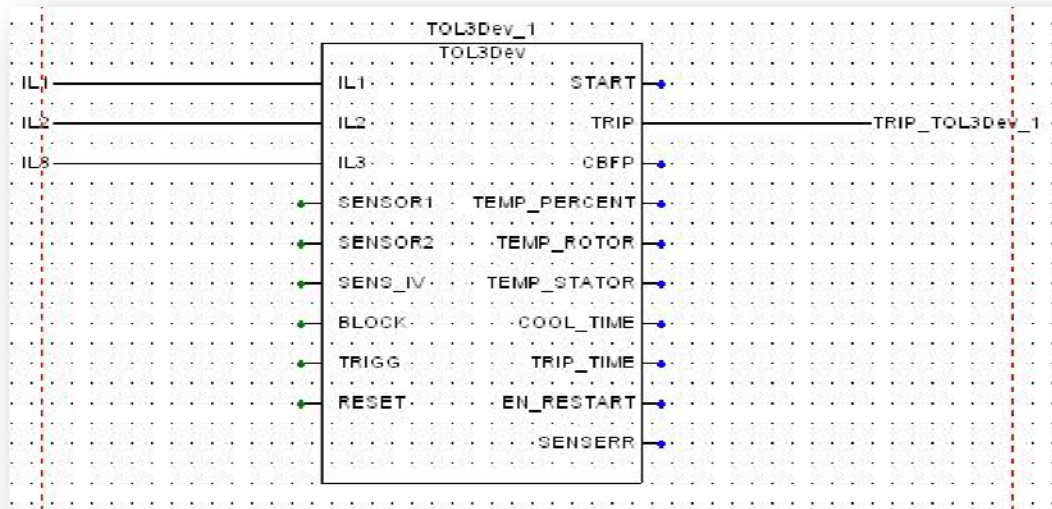 TOL3Dev_1
TOL3Dev
IL1 IL1 START
IL2 IL2 TRIP TRIP_TOL3Dev_1
IL3 IL3 CBFP
SENSOR1 TEMP_PERCENT
SENSOR2 TEMP_ROTOR
SENS_IV TEMP_STATOR
BLOCK COOL_TIME
TRIGG TRIP_TIME
RESET EN_RESTART
SENSERR